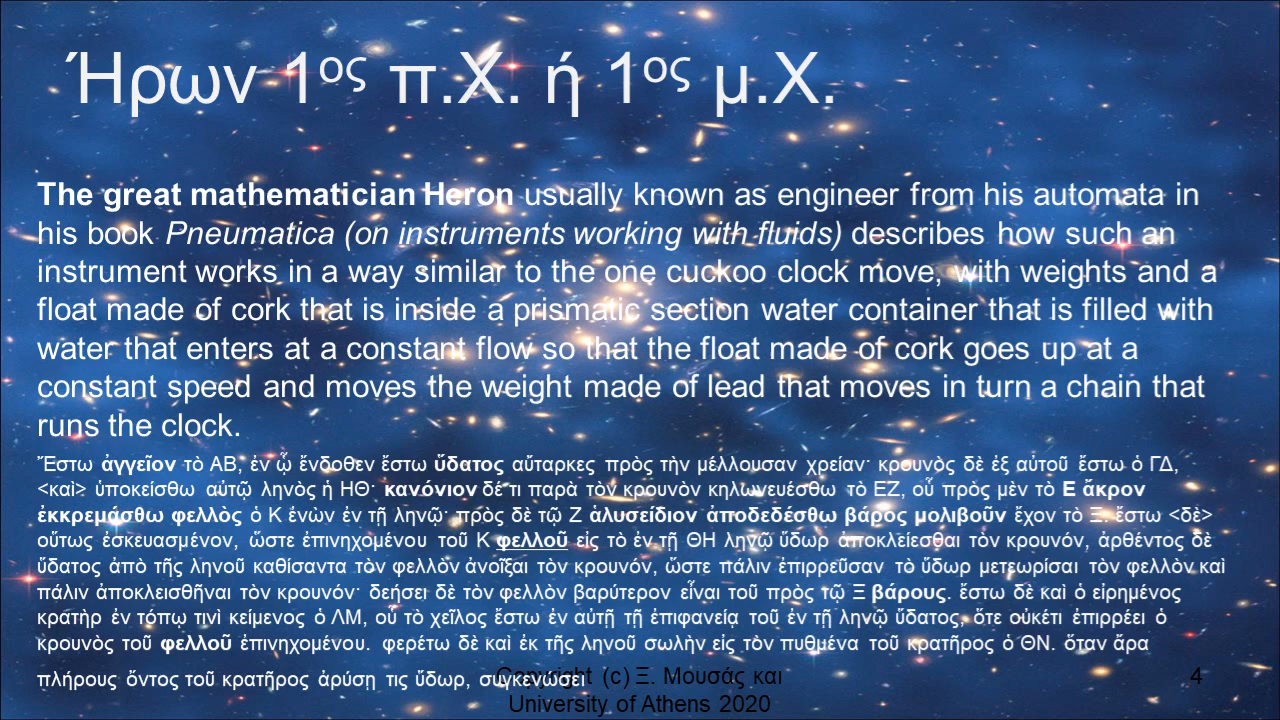 Ήρων 1ος π.Χ. ή 1ος μ.Χ.
The great mathematician Heron usually known as engineer from his automata in
his book Pneumatica (on instruments working with fluids) describes how such an
instrument works in a way similar to the one cuckoo clock move, with weights and a
float made of cork that is inside a prismatic section water container that is filled with
water that enters at a constant flow so that the float made of cork goes up at a
constant speed and moves the weight made of lead that moves in turn a chain that
runs the clock.
Ἔστω ἀγγεῖον τὸ ΑΒ, ἐν ᾧ ἔνδοθεν ἔστω ὕδατος αὔταρκες πρὸς τὴν μέλλουσαν χρείαν· κρουνὸς δὲ ἐξ αὐτοῦ ἔστω ὁ ΓΔ,
<καὶ> ὑποκείσθω αὐτῷ ληνὸς ἡ ΗΘ· κανόνιον δέ τι παρὰ τὸν κρουνὸν κηλωνευέσθω τὸ ΕΖ, οὗ πρὸς μὲν τὸ Ε ἄκρον
ἐκκρεμάσθω φελλὸς ὁ Κ ἐνὼν ἐν τῇ ληνῷ· πρὸς δὲ τῷ Ζ ἁλυσείδιον ἀποδεδέσθω βάρος μολιβοῦν ἔχον τὸ Ξ. ἔστω <δὲ>
οὕτως ἐσκευασμένον, ὥστε ἐπινηχομένου τοῦ Κ φελλοῦ εἰς τὸ ἐν τῇ ΘΗ ληνῷ ὕδωρ ἀποκλείεσθαι τὸν κρουνόν, ἀρθέντος δὲ
ὕδατος ἀπὸ τῆς ληνοῦ καθίσαντα τὸν φελλὸν ἀνοῖξαι τὸν κρουνόν, ὥστε πάλιν ἐπιρρεῦσαν τὸ ὕδωρ μετεωρίσαι τὸν φελλὸν καὶ
πάλιν ἀποκλεισθῆναι τὸν κρουνόν· δεήσει δὲ τὸν φελλὸν βαρύτερον εἶναι τοῦ πρὸς τῷ Ξ βάρους. ἔστω δὲ καὶ ὁ εἰρημένος
κρατὴρ ἐν τόπῳ τινὶ κείμενος ὁ ΛΜ, οὗ τὸ χεῖλος ἔστω ἐν αὐτῇ τῇ ἐπιφανείᾳ τοῦ ἐν τῇ ληνῷ ὕδατος, ὅτε οὐκέτι ἐπιρρέει ὁ
κρουνὸς τοῦ φελλοῦ ἐπινηχομένου. φερέτω δὲ καὶ ἐκ τῆς ληνοῦ σωλὴν εἰς τὸν πυθμένα τοῦ κρατῆρος ὁ ΘΝ. ὅταν ἄρα
πλήρους ὄντος τοῦ κρατῆρος ἀρύσῃ τις ὕδωρ, συγκενώσει
Copyright (c) Ξ. Μουσάς και
University of Athens 2020
4